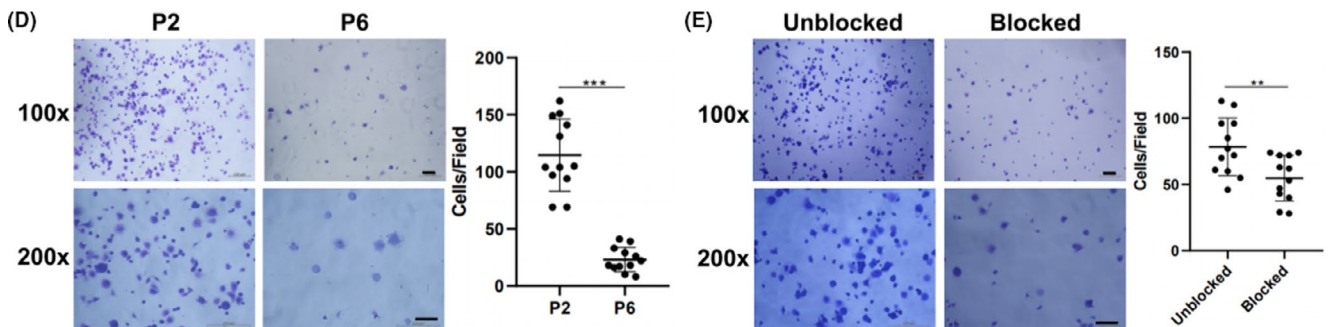 (D)
P2
P6
100x
200x
Cells/Field
200
150
100
50
0
***
P2
P6
(E)
Unblocked
Blocked
100x
200x
Cells/Field
150
100
50
0
**
Unblocked
Blocked